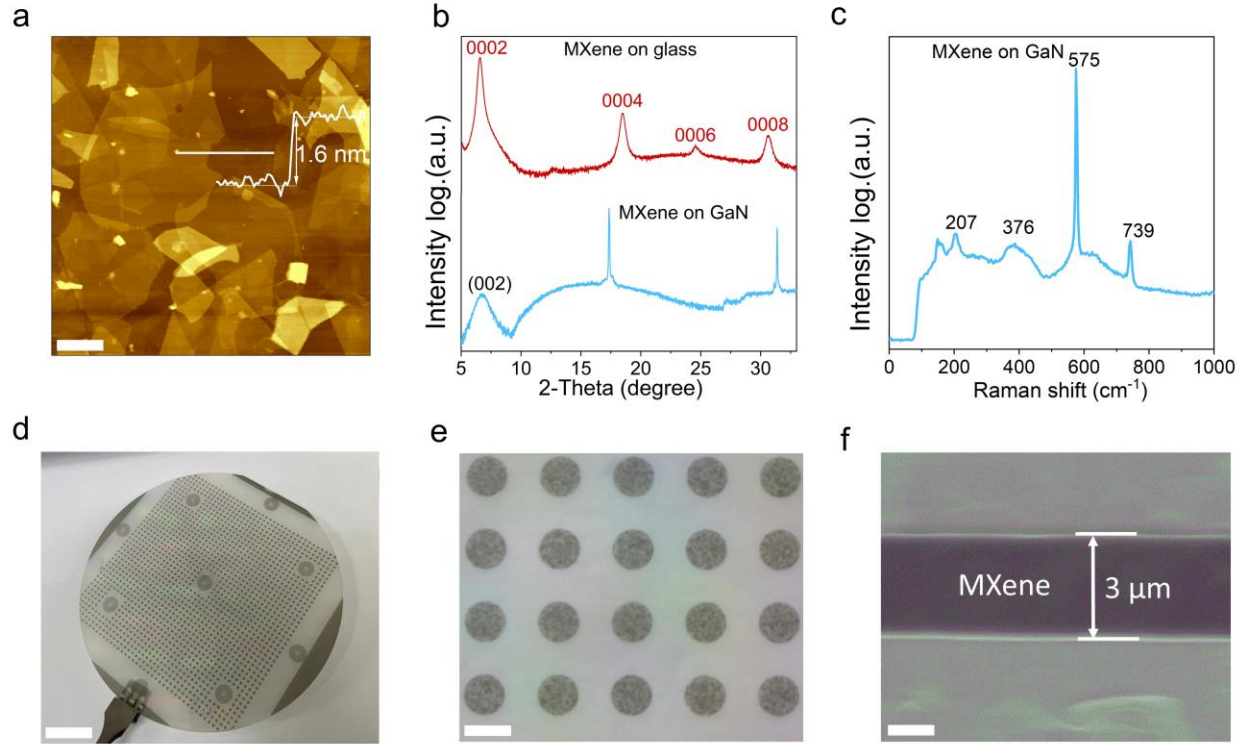 a
1.6 nm
b
0002
MXene on glass
0004
0006
0008
MXene on GaN
(002)
Intensity log.(a.u.)
5
10
15
20
25
30
2-Theta (degree)
c
MXene on GaN
575
207
376
739
Intensity log.(a.u.)
0
200
400
600
800
1000
Raman shift (cm-1)
d
e
f
MXene
3 μm